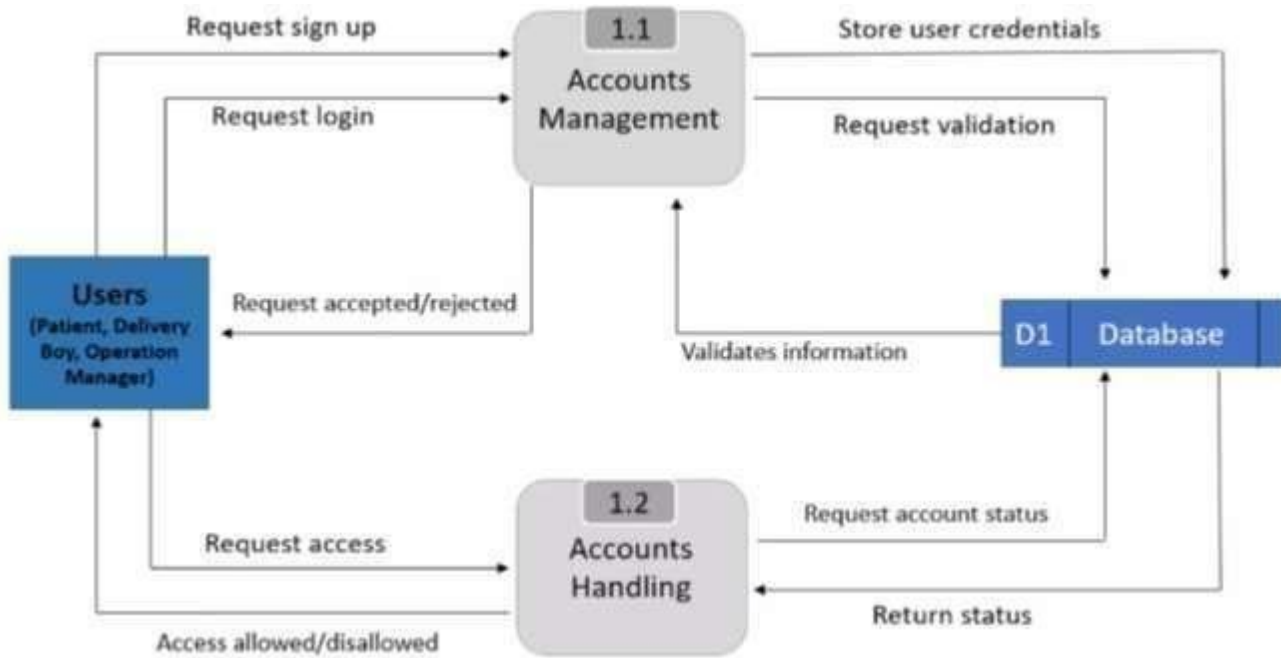 Request sign up
1.1
Store user credentials
Accounts
Management
Request login
Request validation
Users
(Patient, Delivery
Boy, Operation
Manager)
Request accepted/rejected
D1
Database
Validates information
1.2
Request account status
Request access
Accounts
Handling
Return status
Access allowed/disallowed